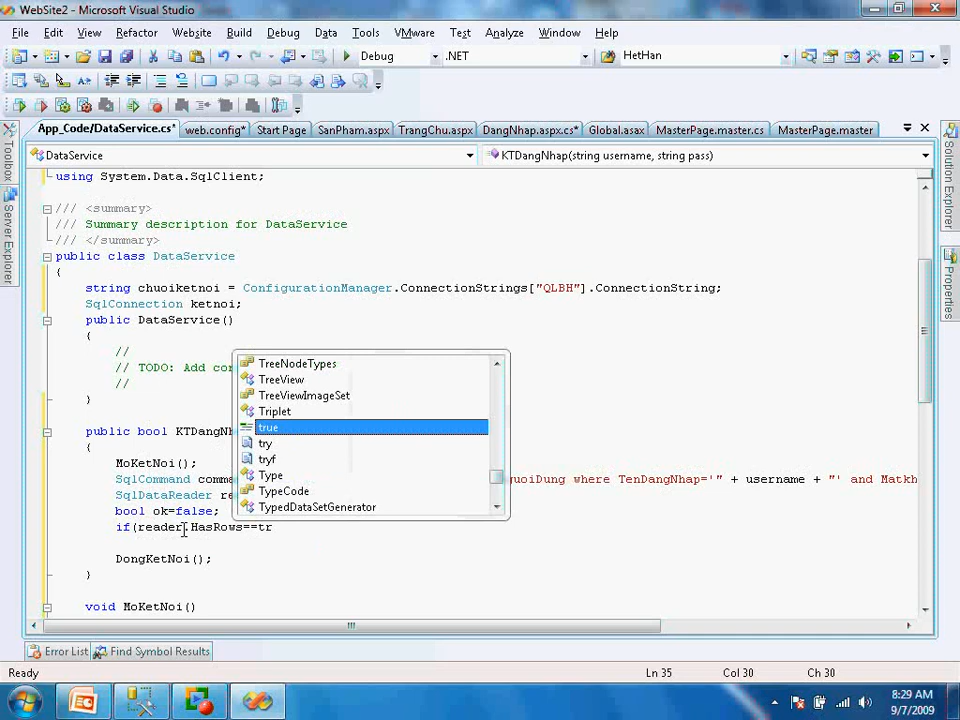 WebSite2 - Microsoft Visual Studio
File Edit View Refactor Website Build Debug Data Tools VMware Test Analyze Window Help
Debug .NET HetHan
App_Code/DataService.cs* web.config* Start Page SanPham.aspx TrangChu.aspx DangNhap.aspx.cs* Global.asax MasterPage.master.cs MasterPage.master
DataService KTDangNhap(string username, string pass)
Toolbox
Server Explorer
Solution Explorer
Properties
using System.Data.SqlClient;
/// <summary>
/// Summary description for DataService
/// </summary>
public class DataService
{
string chuoiketnoi = ConfigurationManager.ConnectionStrings["QLBH"].ConnectionString;
SqlConnection ketnoi;
public DataService()
{
//
// TODO: Add con
//
}
public bool KTDangNh
{
MoKetNoi();
SqlCommand comme uoiDung where TenDangNhap='" + username + "' and Matkh
SqlDataReader re
bool ok=false;
if(reader.HasRows==tr
DongKetNoi();
}
void MoKetNoi()
TreeNodeTypes
TreeView
TreeViewImageSet
Triplet
true
try
tryf
Type
TypeCode
TypedDataSetGenerator
Error List Find Symbol Results
Ready Ln 35 Col 30 Ch 30
8:29 AM
9/7/2009